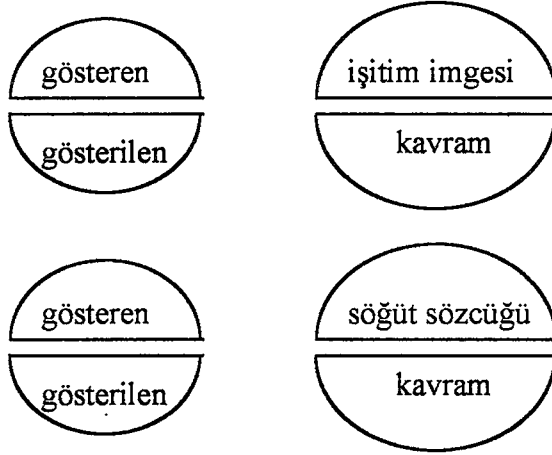 gösteren işitim imgesi
gösterilen kavram
gösteren söğüt sözcüğü
gösterilen kavram